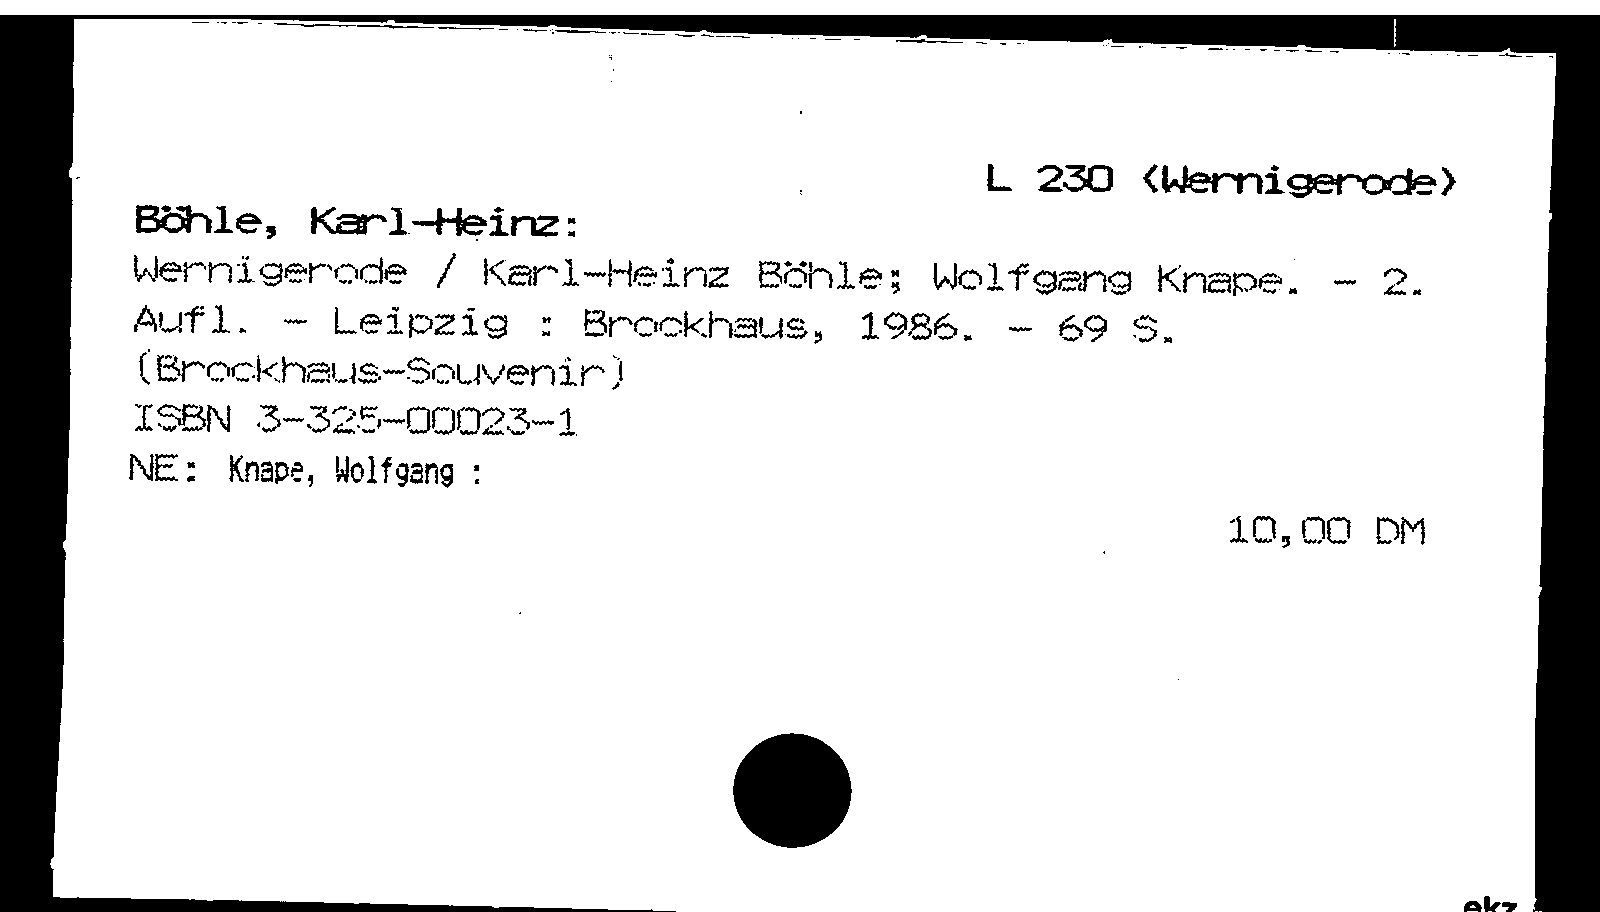 L 230 (Wernigerode)
Böhle, Karl-Heinz:
Wernigerode / Karl-Heinz Böhle; Wolfgang Knape. - 2.
Aufl. - Leipzig : Brockhaus, 1986. - 69 S.
(Brockhaus-Souvenir)
ISBN 3-325-00023-1
NE: Knape, Wolfgang :
10,00 DM
ekz